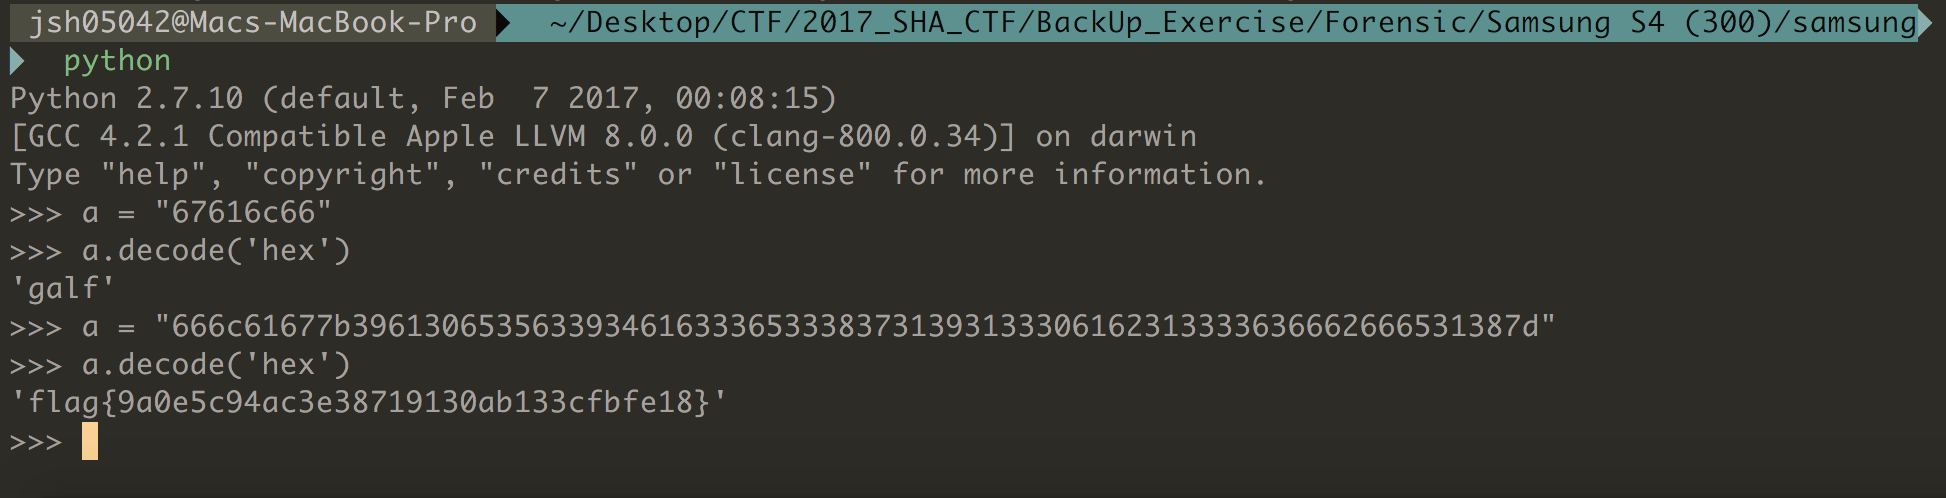 jsh05042@Macs-MacBook-Pro ~/Desktop/CTF/2017_SHA_CTF/BackUp_Exercise/Forensic/Samsung S4 (300)/samsung
python
Python 2.7.10 (default, Feb  7 2017, 00:08:15)
[GCC 4.2.1 Compatible Apple LLVM 8.0.0 (clang-800.0.34)] on darwin
Type "help", "copyright", "credits" or "license" for more information.
>>> a = "67616c66"
>>> a.decode('hex')
'galf'
>>> a = "666c61677b39613065356339346163336533383731393133306162313333636662666531387d"
>>> a.decode('hex')
'flag{9a0e5c94ac3e38719130ab133cfbfe18}'
>>>